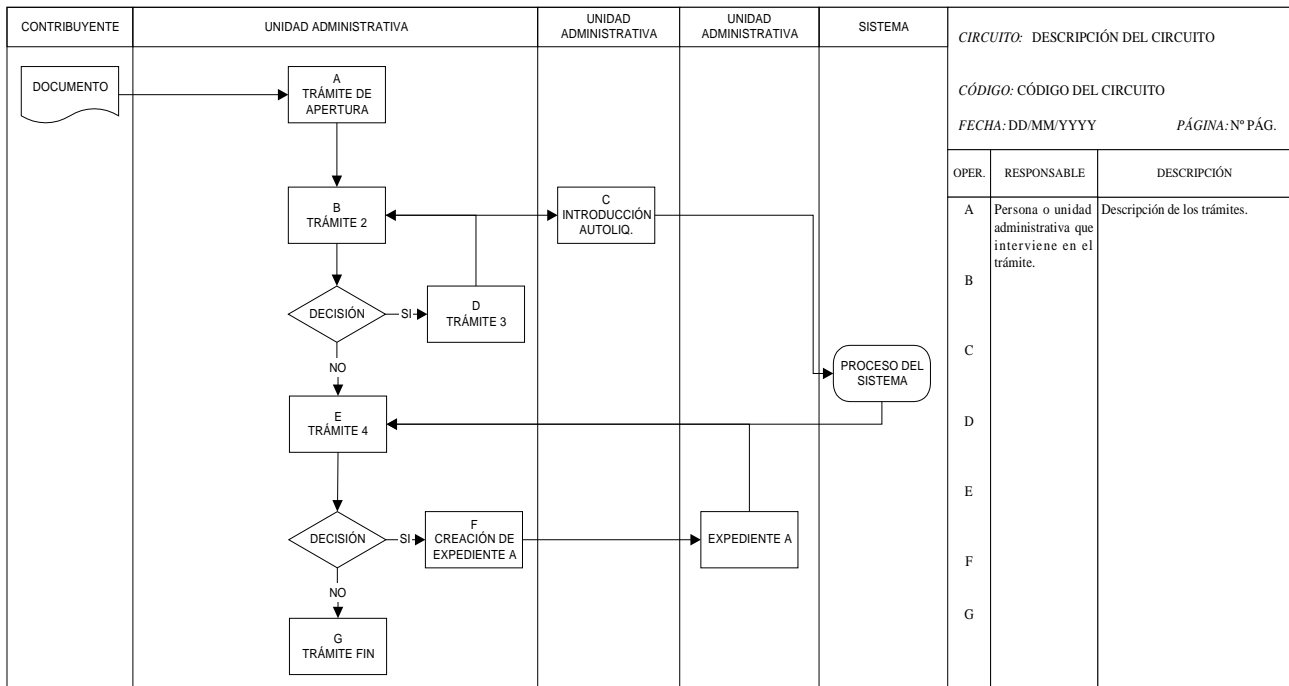 CONTRIBUYENTE
UNIDAD ADMINISTRATIVA
UNIDAD
ADMINISTRATIVA
UNIDAD
ADMINISTRATIVA
SISTEMA
DOCUMENTO
A
TRÁMITE DE
APERTURA
B
TRÁMITE 2
C
INTRODUCCIÓN
AUTOLIQ.
DECISIÓN
SI
D
TRÁMITE 3
NO
PROCESO DEL
SISTEMA
E
TRÁMITE 4
DECISIÓN
SI
F
CREACIÓN DE
EXPEDIENTE A
EXPEDIENTE A
NO
G
TRÁMITE FIN
CIRCUITO: DESCRIPCIÓN DEL CIRCUITO
CÓDIGO: CÓDIGO DEL CIRCUITO
FECHA: DD/MM/YYYY PÁGINA: Nº PÁG.
OPER. RESPONSABLE DESCRIPCIÓN
A Persona o unidad Descripción de los trámites.
administrativa que
interviene en el
trámite.
B
C
D
E
F
G